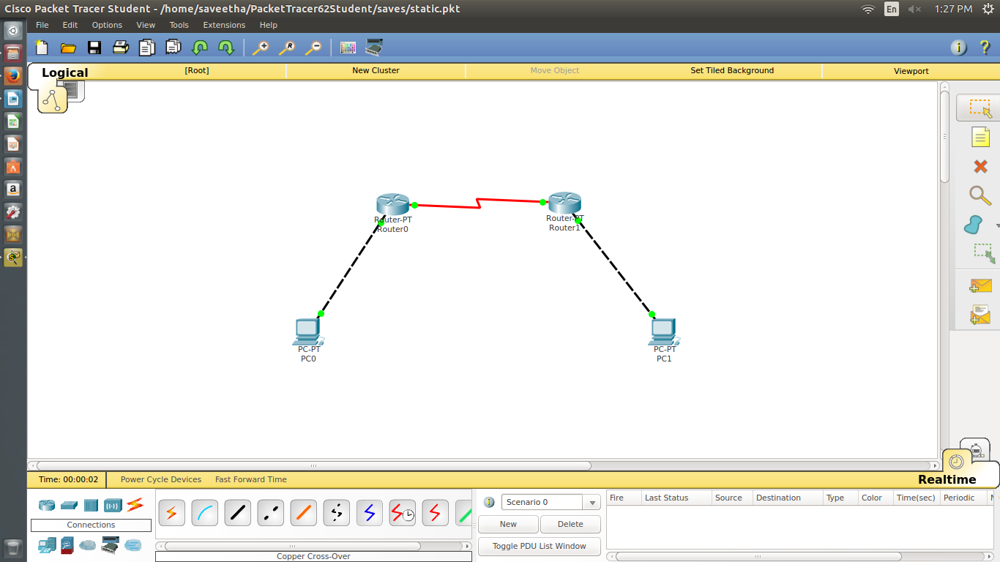 Cisco Packet Tracer Student - /home/saveetha/PacketTracer62Student/saves/static.pkt
En
1:27 PM
File Edit Options View Tools Extensions Help
Logical
[Root]
New Cluster
Move Object
Set Tiled Background
Viewport
Router-PT
Router0
Router-PT
Router1
PC-PT
PC0
PC-PT
PC1
Time: 00:00:02
Power Cycle Devices Fast Forward Time
Realtime
Connections
Copper Cross-Over
Scenario 0
New
Delete
Toggle PDU List Window
Fire Last Status Source Destination Type Color Time(sec) Periodic